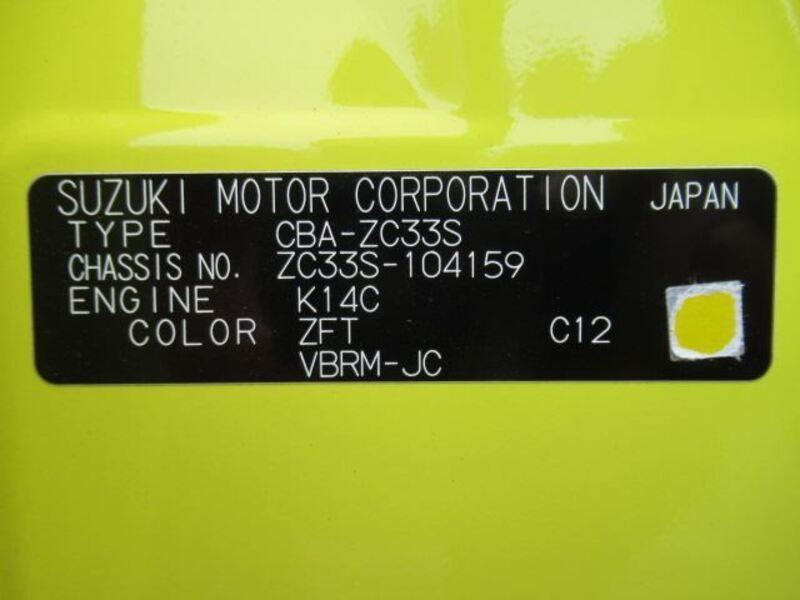 SUZUKI MOTOR CORPORATION JAPAN
TYPE CBA-ZC33S
CHASSIS NO. ZC33S-104159
ENGINE K14C
COLOR ZFT C12
VBRM-JC